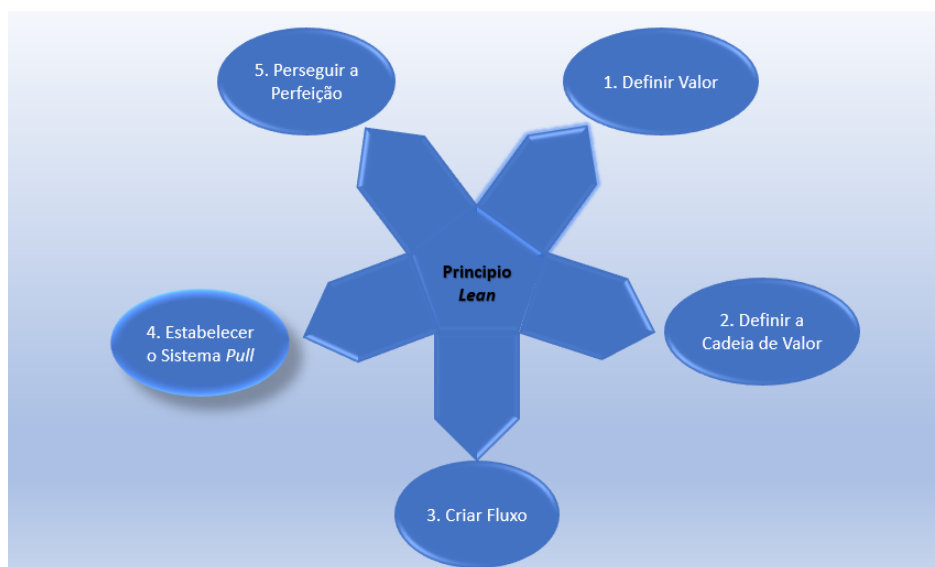 Principio
Lean
1. Definir Valor
2. Definir a
Cadeia de Valor
3. Criar Fluxo
4. Estabelecer
o Sistema Pull
5. Perseguir a
Perfeição